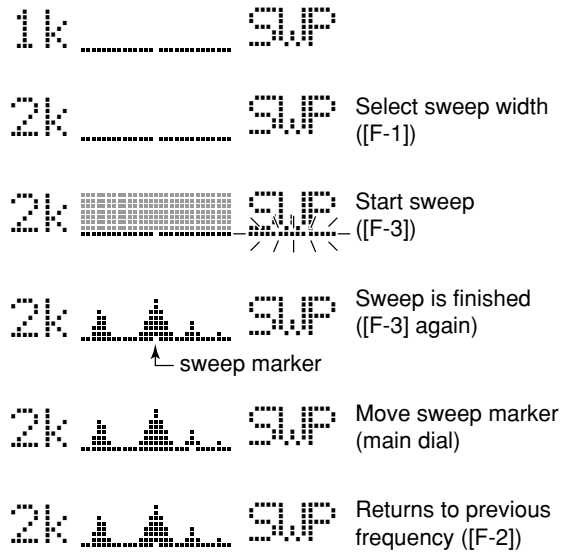 1k SWP
2k SWP Select sweep width
([F-1])
2k SWP Start sweep
([F-3])
2k SWP Sweep is finished
([F-3] again)
sweep marker
2k SWP Move sweep marker
(main dial)
2k SWP Returns to previous
frequency ([F-2])